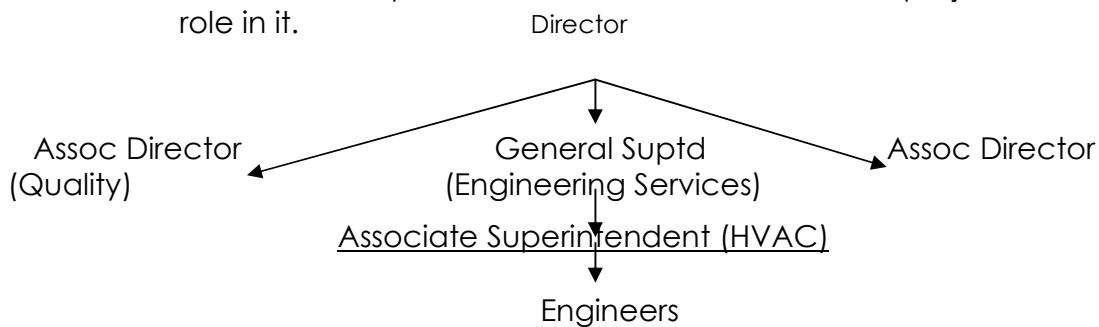 role in it.
Director
Assoc Director
General Suptd
Assoc Director
(Quality)
(Engineering Services)
Associate Superintendent (HVAC)
Engineers